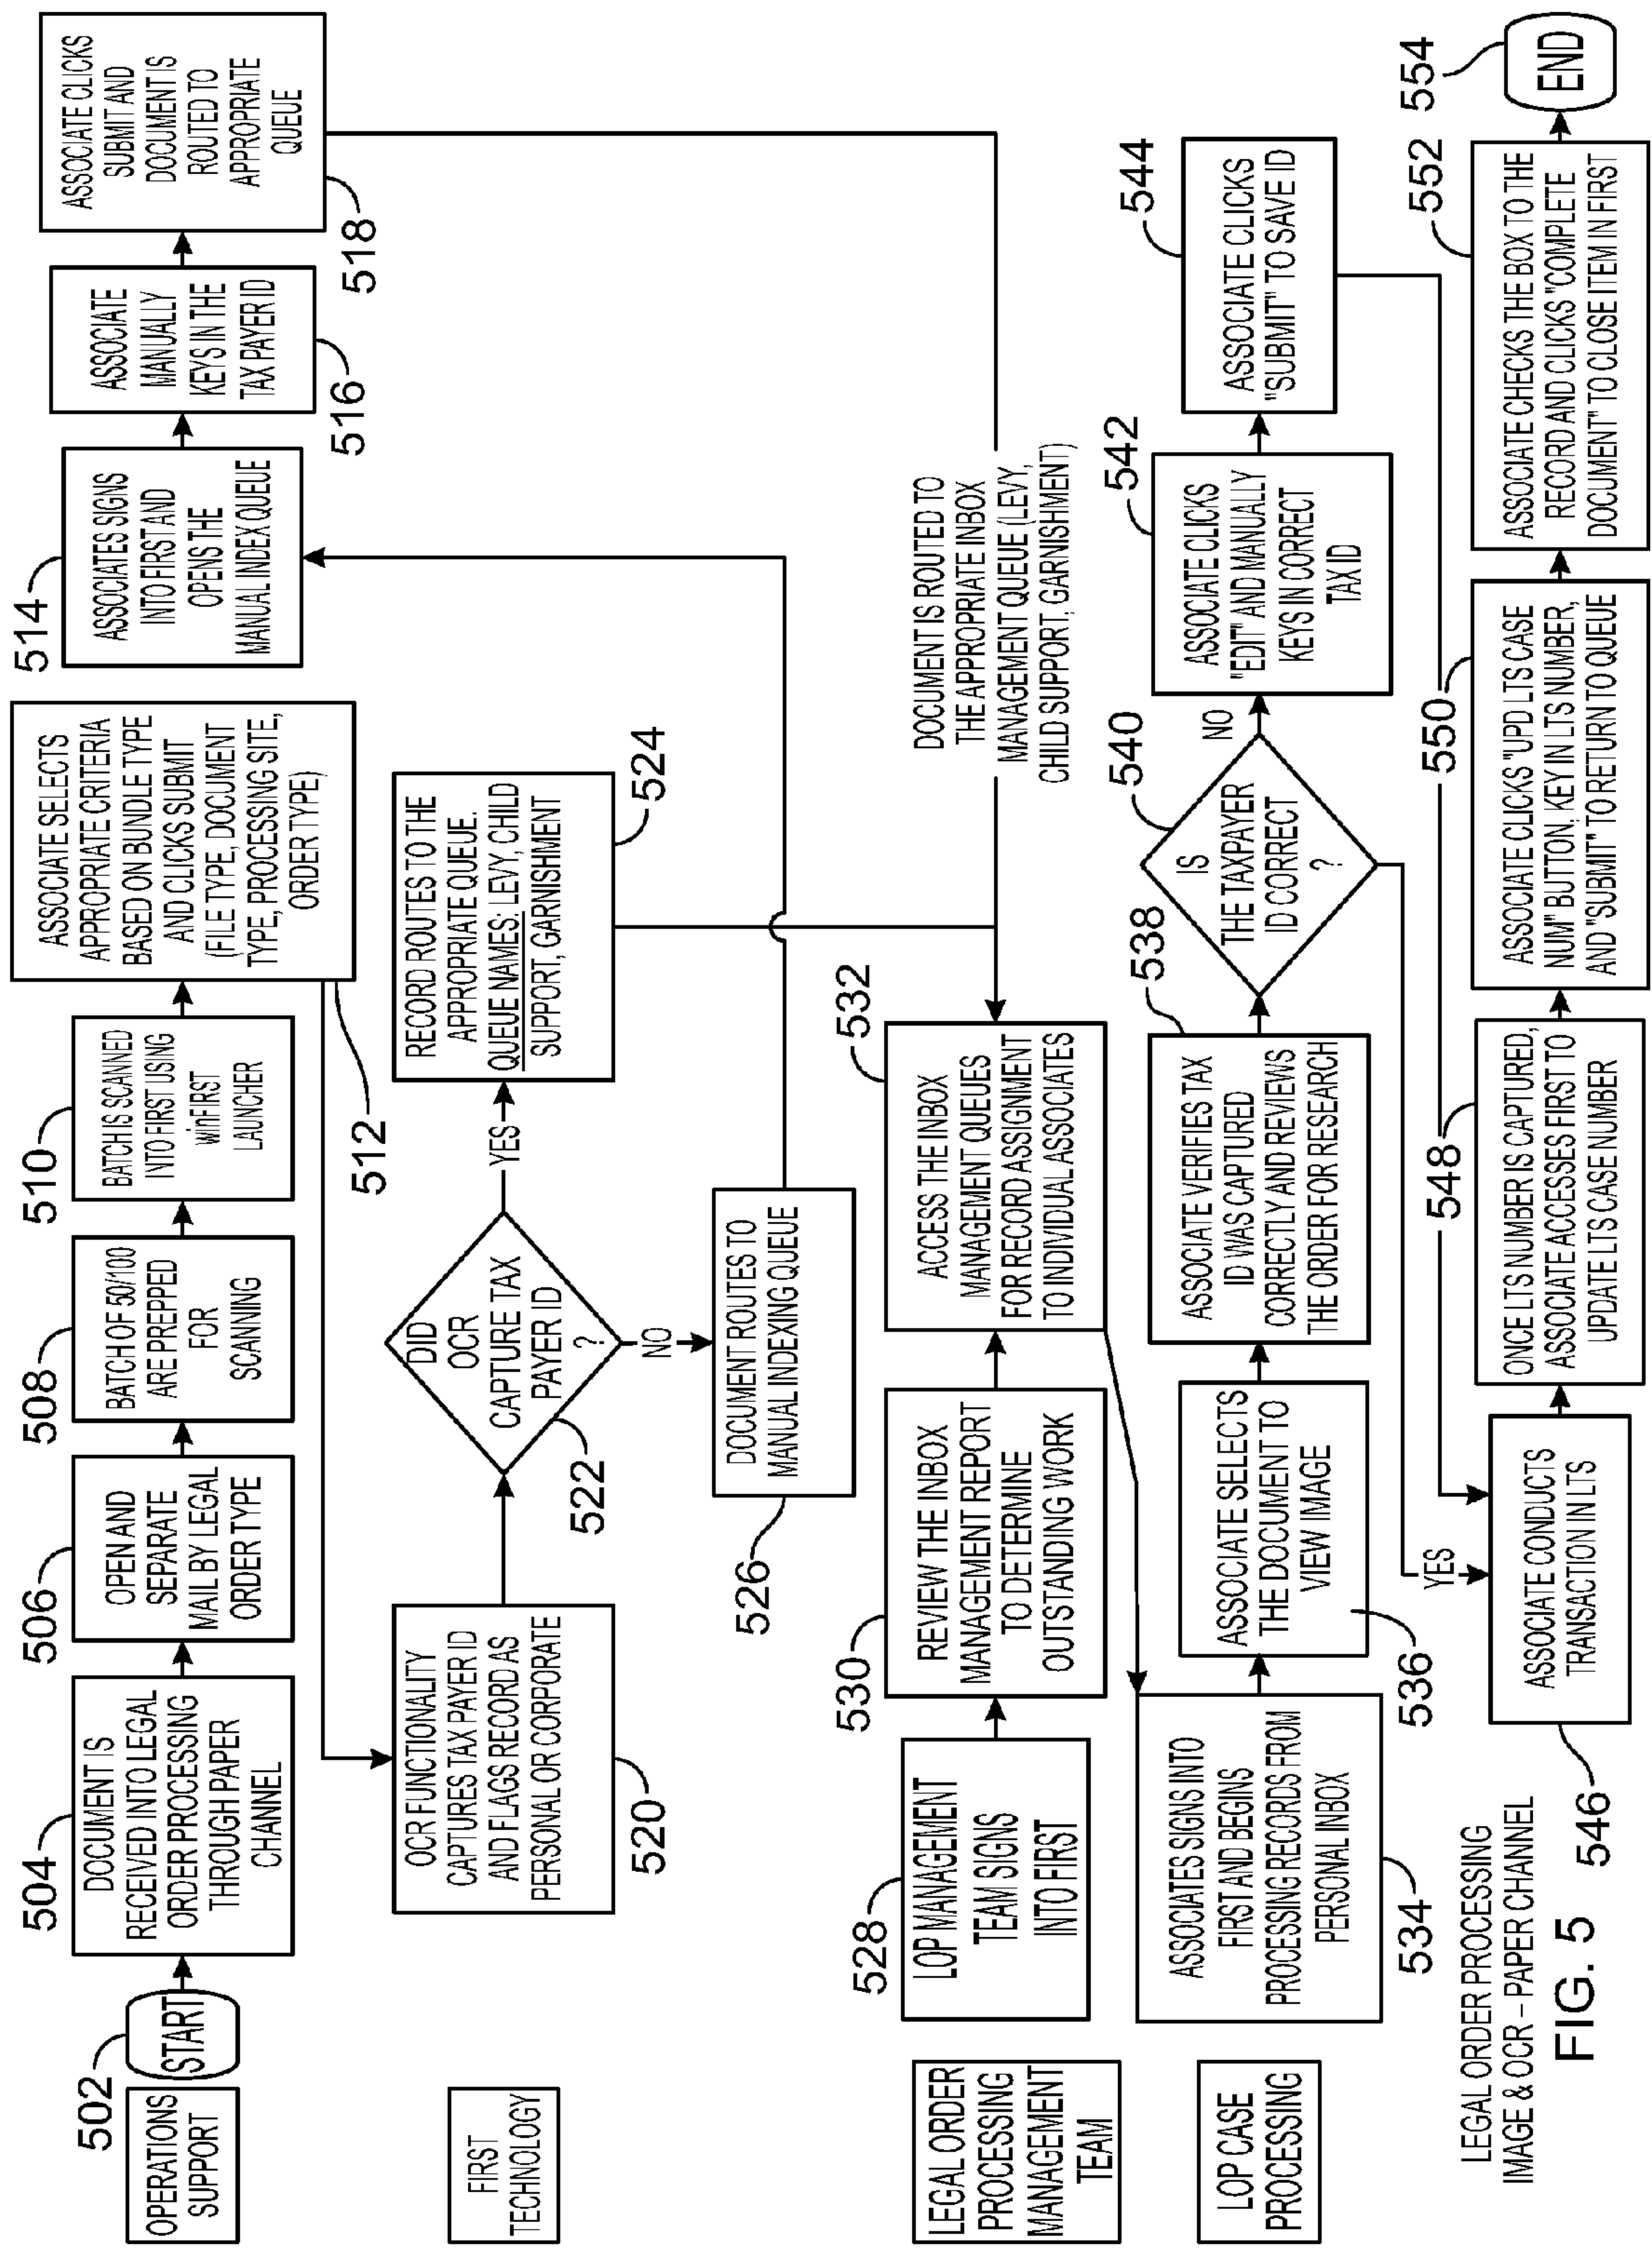 OPERATIONS
SUPPORT
502
START
504
DOCUMENT IS
RECEIVED INTO LEGAL
ORDER PROCESSING
THROUGH PAPER
CHANNEL
506
OPEN AND
SEPARATE
MAIL BY LEGAL
ORDER TYPE
508
BATCH OF 50/100
ARE PREPPED
FOR
SCANNING
510
BATCH IS SCANNED
INTO FIRST USING
winFIRST
LAUNCHER
ASSOCIATE SELECTS
APPROPRIATE CRITERIA
BASED ON BUNDLE TYPE
AND CLICKS SUBMIT
(FILE TYPE, DOCUMENT
TYPE, PROCESSING SITE,
ORDER TYPE)
512
514
ASSOCIATES SIGNS
INTO FIRST AND
OPENS THE
MANUAL INDEX QUEUE
ASSOCIATE
MANUALLY
KEYS IN THE
TAX PAYER ID
516
ASSOCIATE CLICKS
SUBMIT AND
DOCUMENT IS
ROUTED TO
APPROPRIATE
QUEUE
518
FIRST
TECHNOLOGY
OCR FUNCTIONALITY
CAPTURES TAX PAYER ID
AND FLAGS RECORD AS
PERSONAL OR CORPORATE
520
DID
OCR
CAPTURE TAX
PAYER ID
?
522
YES
NO
RECORD ROUTES TO THE
APPROPRIATE QUEUE.
QUEUE NAMES: LEVY, CHILD
SUPPORT, GARNISHMENT
524
DOCUMENT ROUTES TO
MANUAL INDEXING QUEUE
526
DOCUMENT IS ROUTED TO
THE APPROPRIATE INBOX
MANAGEMENT QUEUE (LEVY,
CHILD SUPPORT, GARNISHMENT)
LEGAL ORDER
PROCESSING
MANAGEMENT
TEAM
528
LOP MANAGEMENT
TEAM SIGNS
INTO FIRST
530
REVIEW THE INBOX
MANAGEMENT REPORT
TO DETERMINE
OUTSTANDING WORK
532
ACCESS THE INBOX
MANAGEMENT QUEUES
FOR RECORD ASSIGNMENT
TO INDIVIDUAL ASSOCIATES
LOP CASE
PROCESSING
ASSOCIATES SIGNS INTO
FIRST AND BEGINS
PROCESSING RECORDS FROM
PERSONAL INBOX
534
ASSOCIATE SELECTS
THE DOCUMENT TO
VIEW IMAGE
536
538
ASSOCIATE VERIFIES TAX
ID WAS CAPTURED
CORRECTLY AND REVIEWS
THE ORDER FOR RESEARCH
540
IS
THE TAXPAYER
ID CORRECT
?
NO
YES
542
ASSOCIATE CLICKS
"EDIT" AND MANUALLY
KEYS IN CORRECT
TAX ID
544
ASSOCIATE CLICKS
"SUBMIT" TO SAVE ID
ASSOCIATE CONDUCTS
TRANSACTION IN LTS
546
548
ONCE LTS NUMBER IS CAPTURED,
ASSOCIATE ACCESSES FIRST TO
UPDATE LTS CASE NUMBER
550
ASSOCIATE CLICKS "UPD LTS CASE
NUM" BUTTON, KEY IN LTS NUMBER,
AND "SUBMIT" TO RETURN TO QUEUE
552
ASSOCIATE CHECKS THE BOX TO THE
RECORD AND CLICKS "COMPLETE
DOCUMENT" TO CLOSE ITEM IN FIRST
554
END
LEGAL ORDER PROCESSING
IMAGE & OCR – PAPER CHANNEL
FIG. 5